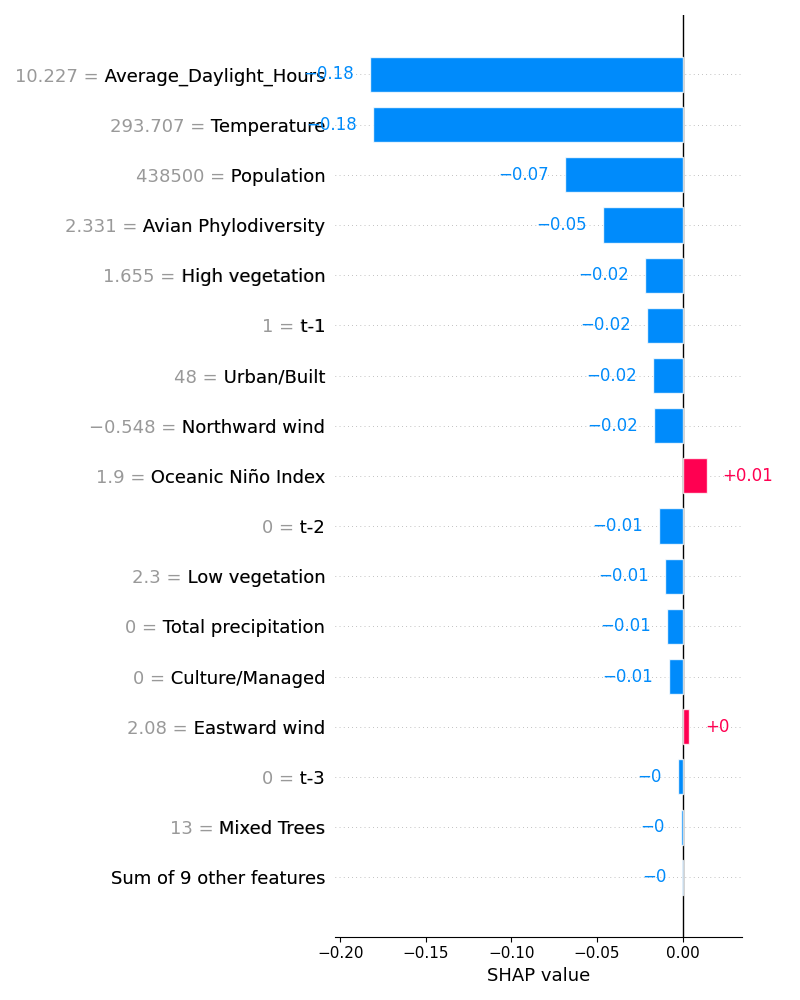 10.227 = Average_Daylight_Hours −0.18
293.707 = Temperature −0.18
438500 = Population −0.07
2.331 = Avian Phylodiversity −0.05
1.655 = High vegetation −0.02
1 = t-1 −0.02
48 = Urban/Built −0.02
−0.548 = Northward wind −0.02
1.9 = Oceanic Niño Index +0.01
0 = t-2 −0.01
2.3 = Low vegetation −0.01
0 = Total precipitation −0.01
0 = Culture/Managed −0.01
2.08 = Eastward wind +0
0 = t-3 −0
13 = Mixed Trees −0
Sum of 9 other features −0
−0.20 −0.15 −0.10 −0.05 0.00
SHAP value